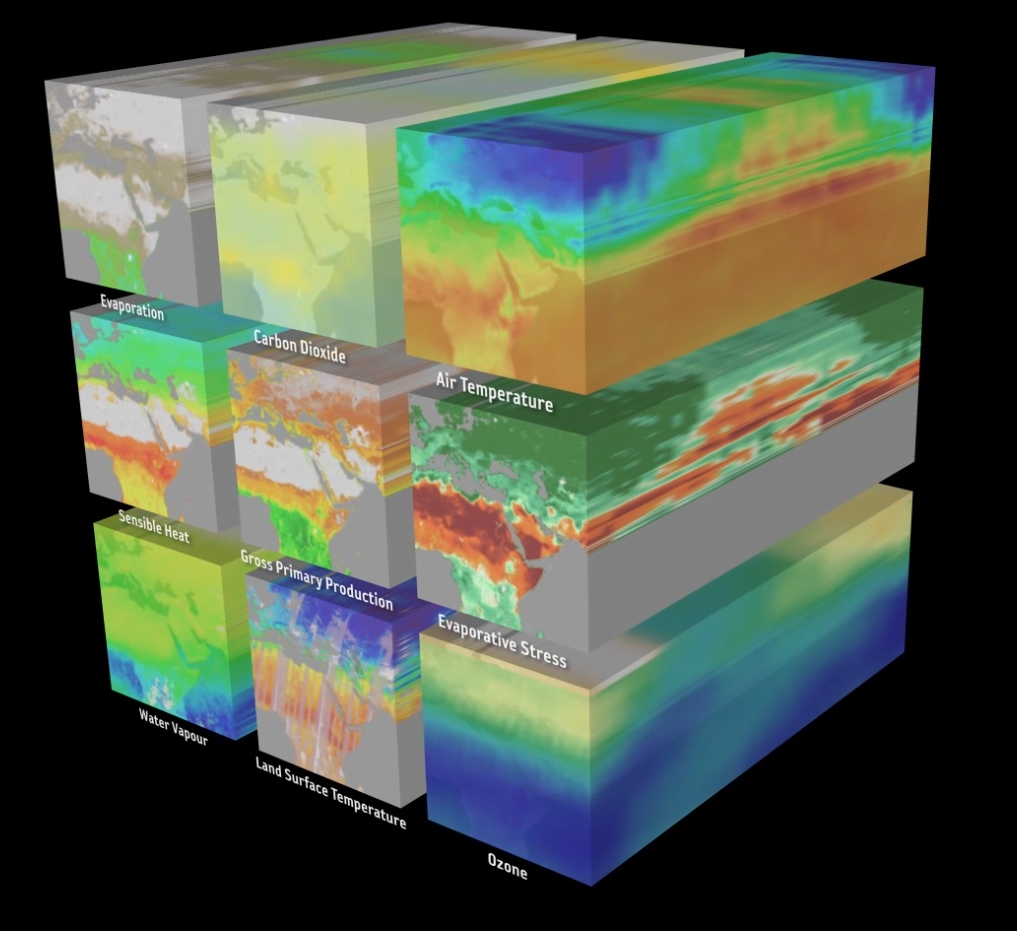 Evaporation
Carbon Dioxide
Air Temperature
Sensible Heat
Gross Primary Production
Evaporative Stress
Water Vapour
Land Surface Temperature
Ozone